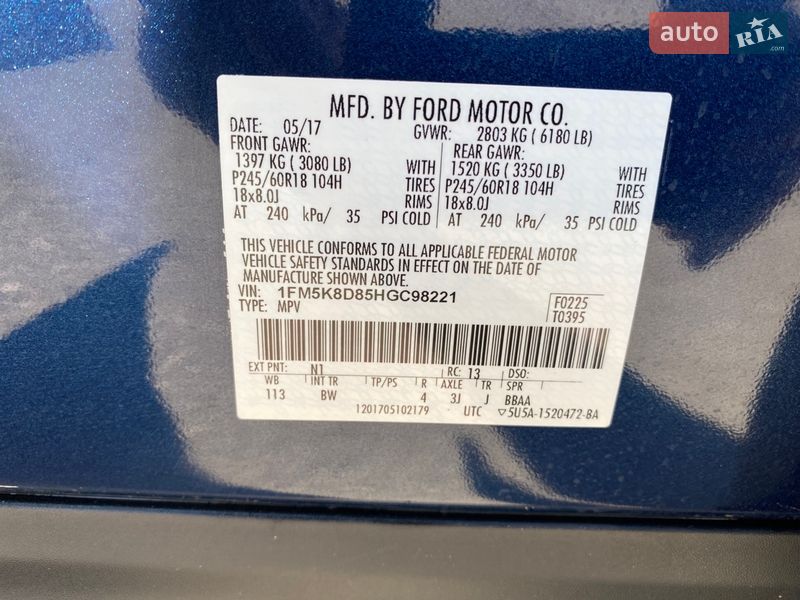 auto RIA .com
MFD. BY FORD MOTOR CO.
DATE: 05/17 GVWR: 2803 KG ( 6180 LB)
FRONT GAWR: REAR GAWR:
1397 KG ( 3080 LB) WITH 1520 KG ( 3350 LB) WITH
P245/60R18 104H TIRES P245/60R18 104H TIRES
18x8.0J RIMS 18x8.0J RIMS
AT 240 kPa/ 35 PSI COLD AT 240 kPa/ 35 PSI COLD
THIS VEHICLE CONFORMS TO ALL APPLICABLE FEDERAL MOTOR
VEHICLE SAFETY STANDARDS IN EFFECT ON THE DATE OF
MANUFACTURE SHOWN ABOVE.
VIN: 1FM5K8D85HGC98221 F0225
TYPE: MPV T0395
EXT PNT: N1 RC: 13 DSO:
WB INT TR TP/PS R AXLE TR SPR
113 BW 4 3J J BBAA
1201705102179 UTC ▽5U5A-1520472-BA